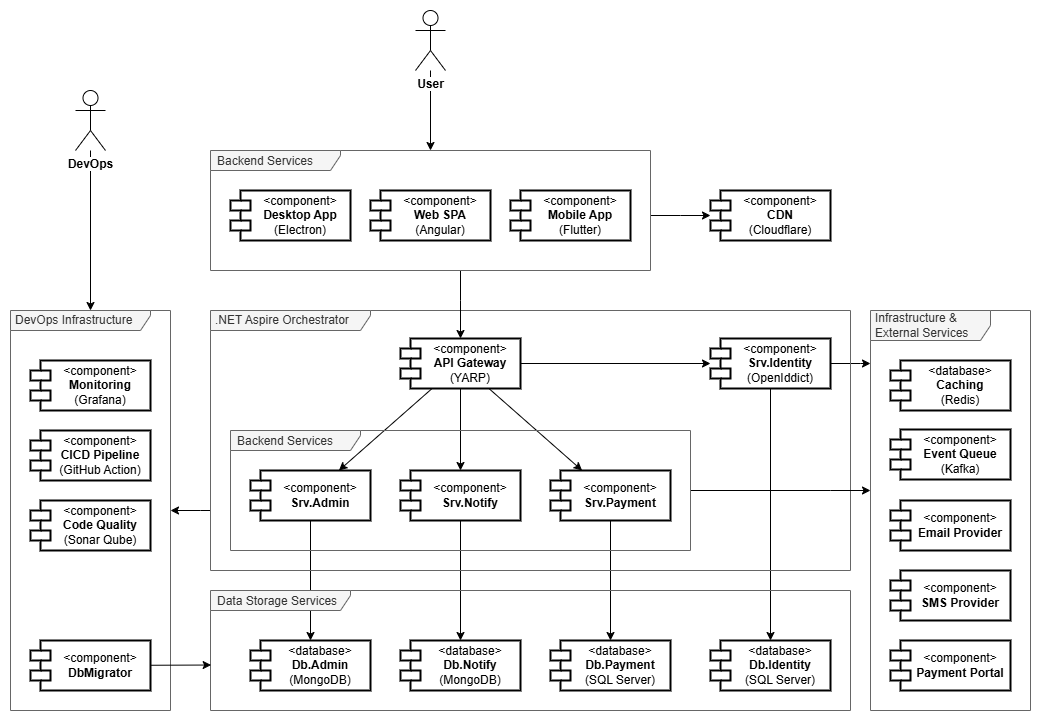 User
DevOps
Backend Services
<component>
Desktop App
(Electron)
<component>
Web SPA
(Angular)
<component>
Mobile App
(Flutter)
<component>
CDN
(Cloudflare)
DevOps Infrastructure
<component>
Monitoring
(Grafana)
<component>
CICD Pipeline
(GitHub Action)
<component>
Code Quality
(Sonar Qube)
<component>
DbMigrator
.NET Aspire Orchestrator
<component>
API Gateway
(YARP)
<component>
Srv.Identity
(OpenIddict)
Backend Services
<component>
Srv.Admin
<component>
Srv.Notify
<component>
Srv.Payment
Data Storage Services
<database>
Db.Admin
(MongoDB)
<database>
Db.Notify
(MongoDB)
<database>
Db.Payment
(SQL Server)
<database>
Db.Identity
(SQL Server)
Infrastructure &
External Services
<database>
Caching
(Redis)
<component>
Event Queue
(Kafka)
<component>
Email Provider
<component>
SMS Provider
<component>
Payment Portal